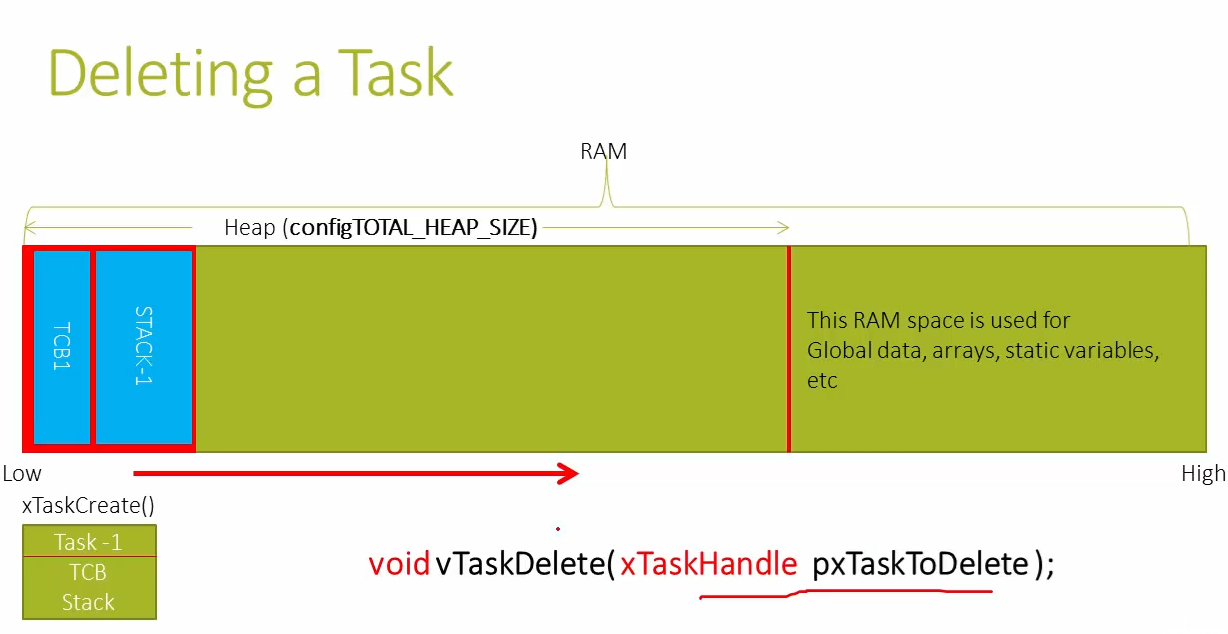 Deleting a Task
RAM
Heap (configTOTAL_HEAP_SIZE)
TCB1
STACK-1
This RAM space is used for
Global data, arrays, static variables,
etc
Low
High
xTaskCreate()
Task -1
TCB
Stack
void vTaskDelete( xTaskHandle pxTaskToDelete );